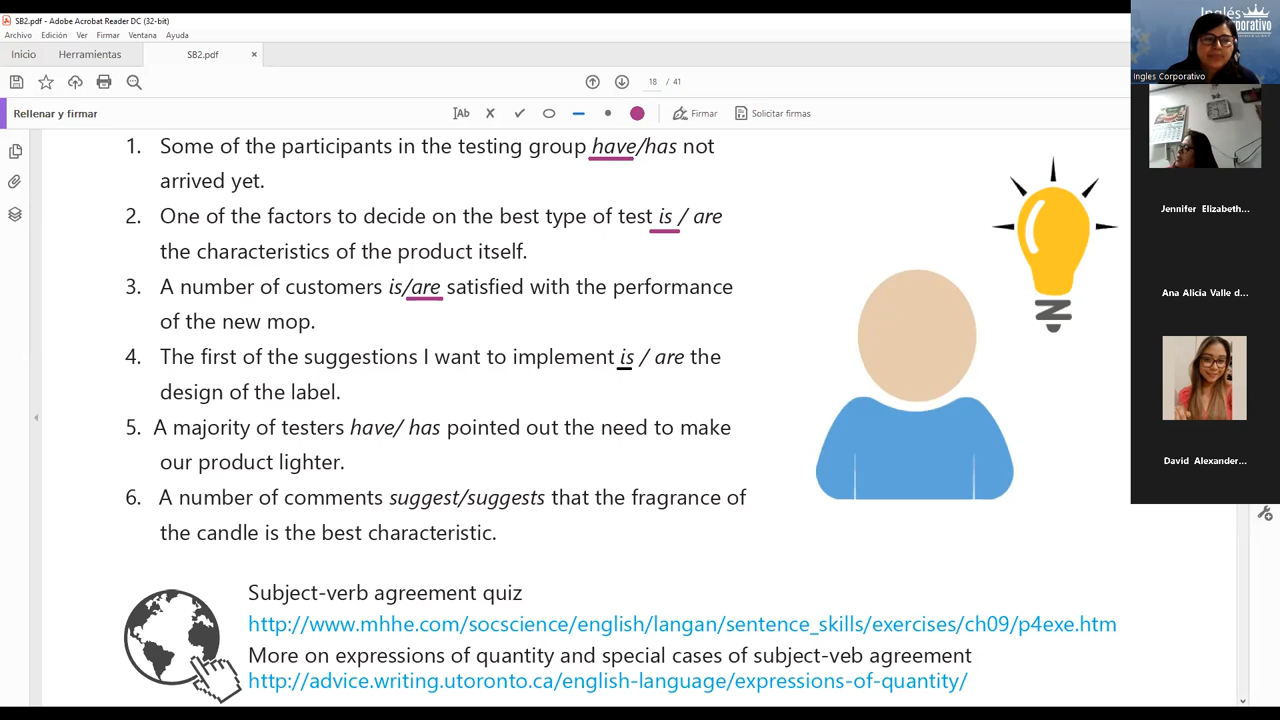 SB2.pdf - Adobe Acrobat Reader DC (32-bit)
Archivo Edición Ver Firmar Ventana Ayuda
Inicio Herramientas SB2.pdf ×
18 / 41
Rellenar y firmar
Firmar Solicitar firmas
1. Some of the participants in the testing group have/has not
arrived yet.
2. One of the factors to decide on the best type of test is / are
the characteristics of the product itself.
3. A number of customers is/are satisfied with the performance
of the new mop.
4. The first of the suggestions I want to implement is / are the
design of the label.
5. A majority of testers have/ has pointed out the need to make
our product lighter.
6. A number of comments suggest/suggests that the fragrance of
the candle is the best characteristic.
Subject-verb agreement quiz
http://www.mhhe.com/socscience/english/langan/sentence_skills/exercises/ch09/p4exe.htm
More on expressions of quantity and special cases of subject-veb agreement
http://advice.writing.utoronto.ca/english-language/expressions-of-quantity/
Inglés
Ingles Corporativo
Jennifer Elizabeth...
Ana Alicia Valle d...
David Alexander...